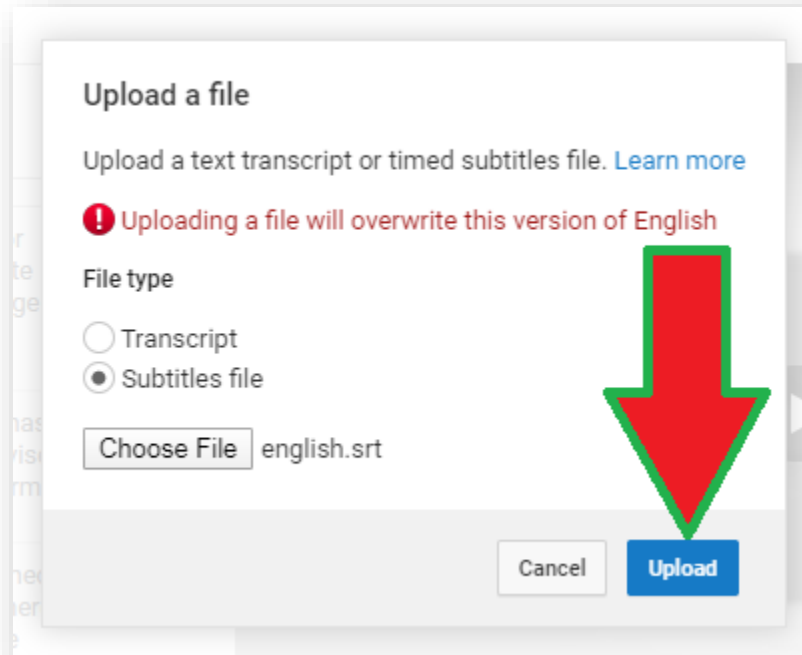 Upload a file
Upload a text transcript or timed subtitles file. Learn more
Uploading a file will overwrite this version of English
File type
Transcript
Subtitles file
Choose File english.srt
Cancel Upload